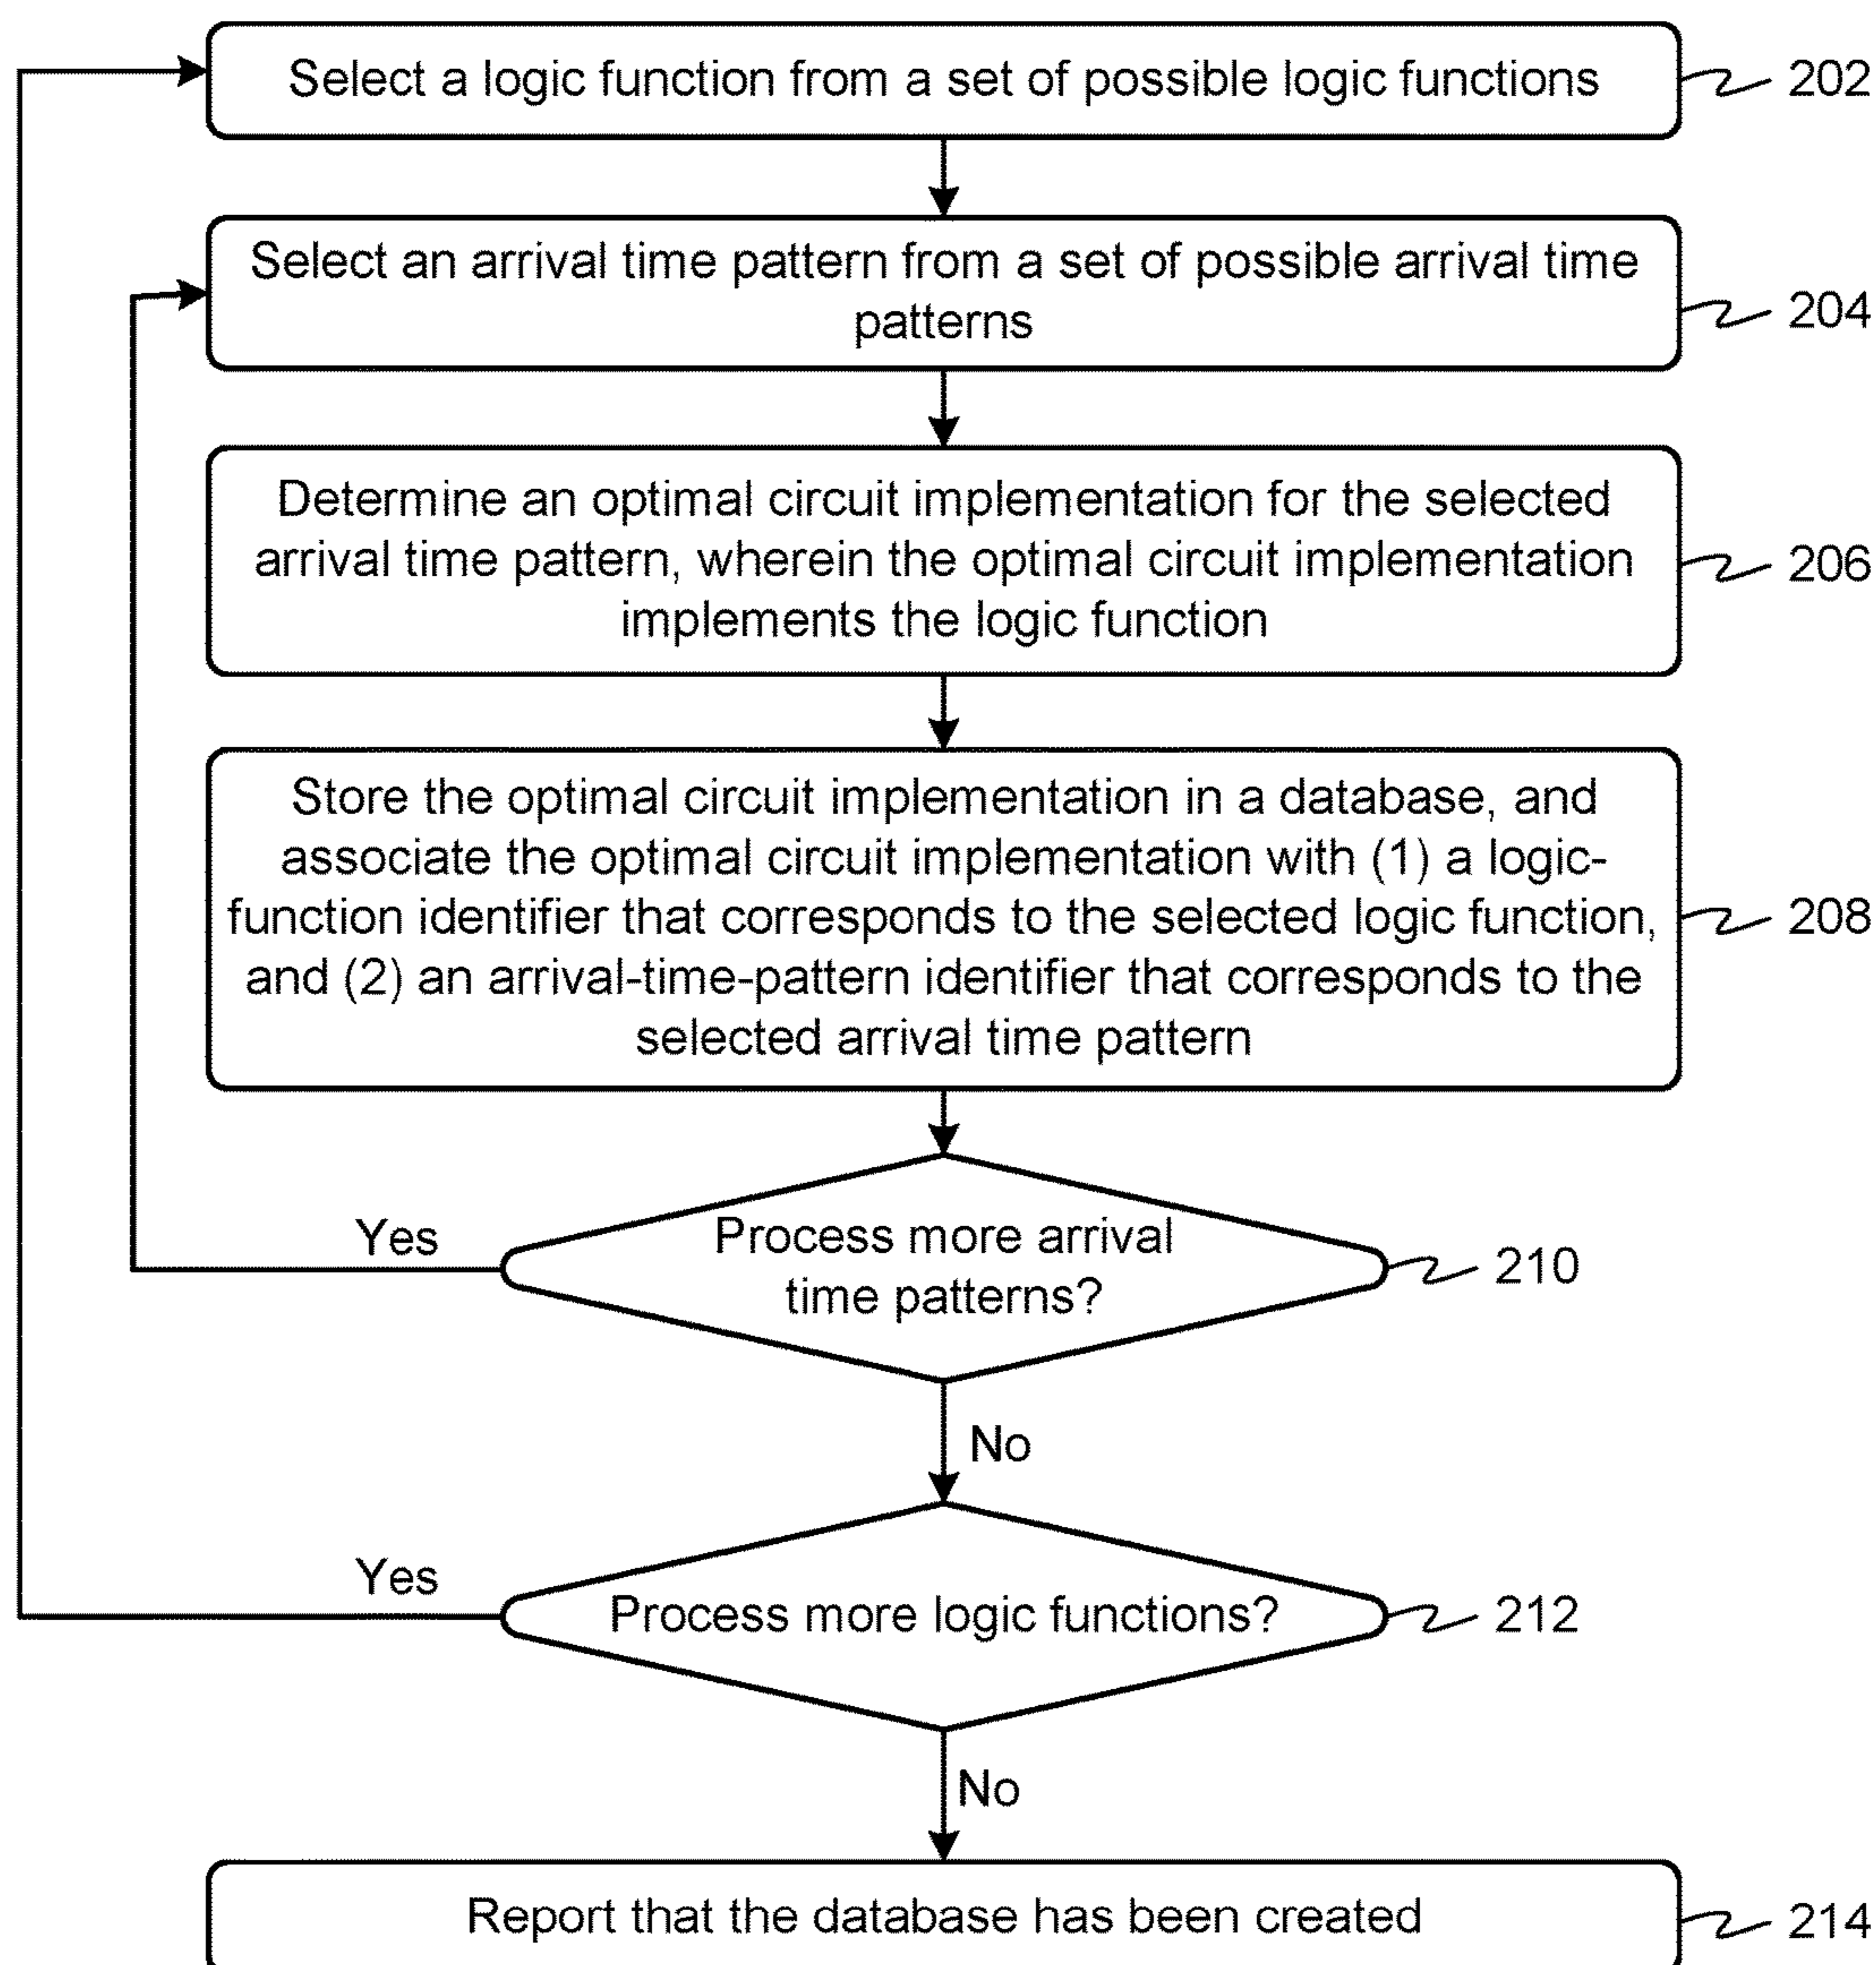 Select a logic function from a set of possible logic functions
202
Select an arrival time pattern from a set of possible arrival time
patterns
204
Determine an optimal circuit implementation for the selected
arrival time pattern, wherein the optimal circuit implementation
implements the logic function
206
Store the optimal circuit implementation in a database, and
associate the optimal circuit implementation with (1) a logic-
function identifier that corresponds to the selected logic function,
and (2) an arrival-time-pattern identifier that corresponds to the
selected arrival time pattern
208
Yes
Process more arrival
time patterns?
210
No
Yes
Process more logic functions?
212
No
Report that the database has been created
214